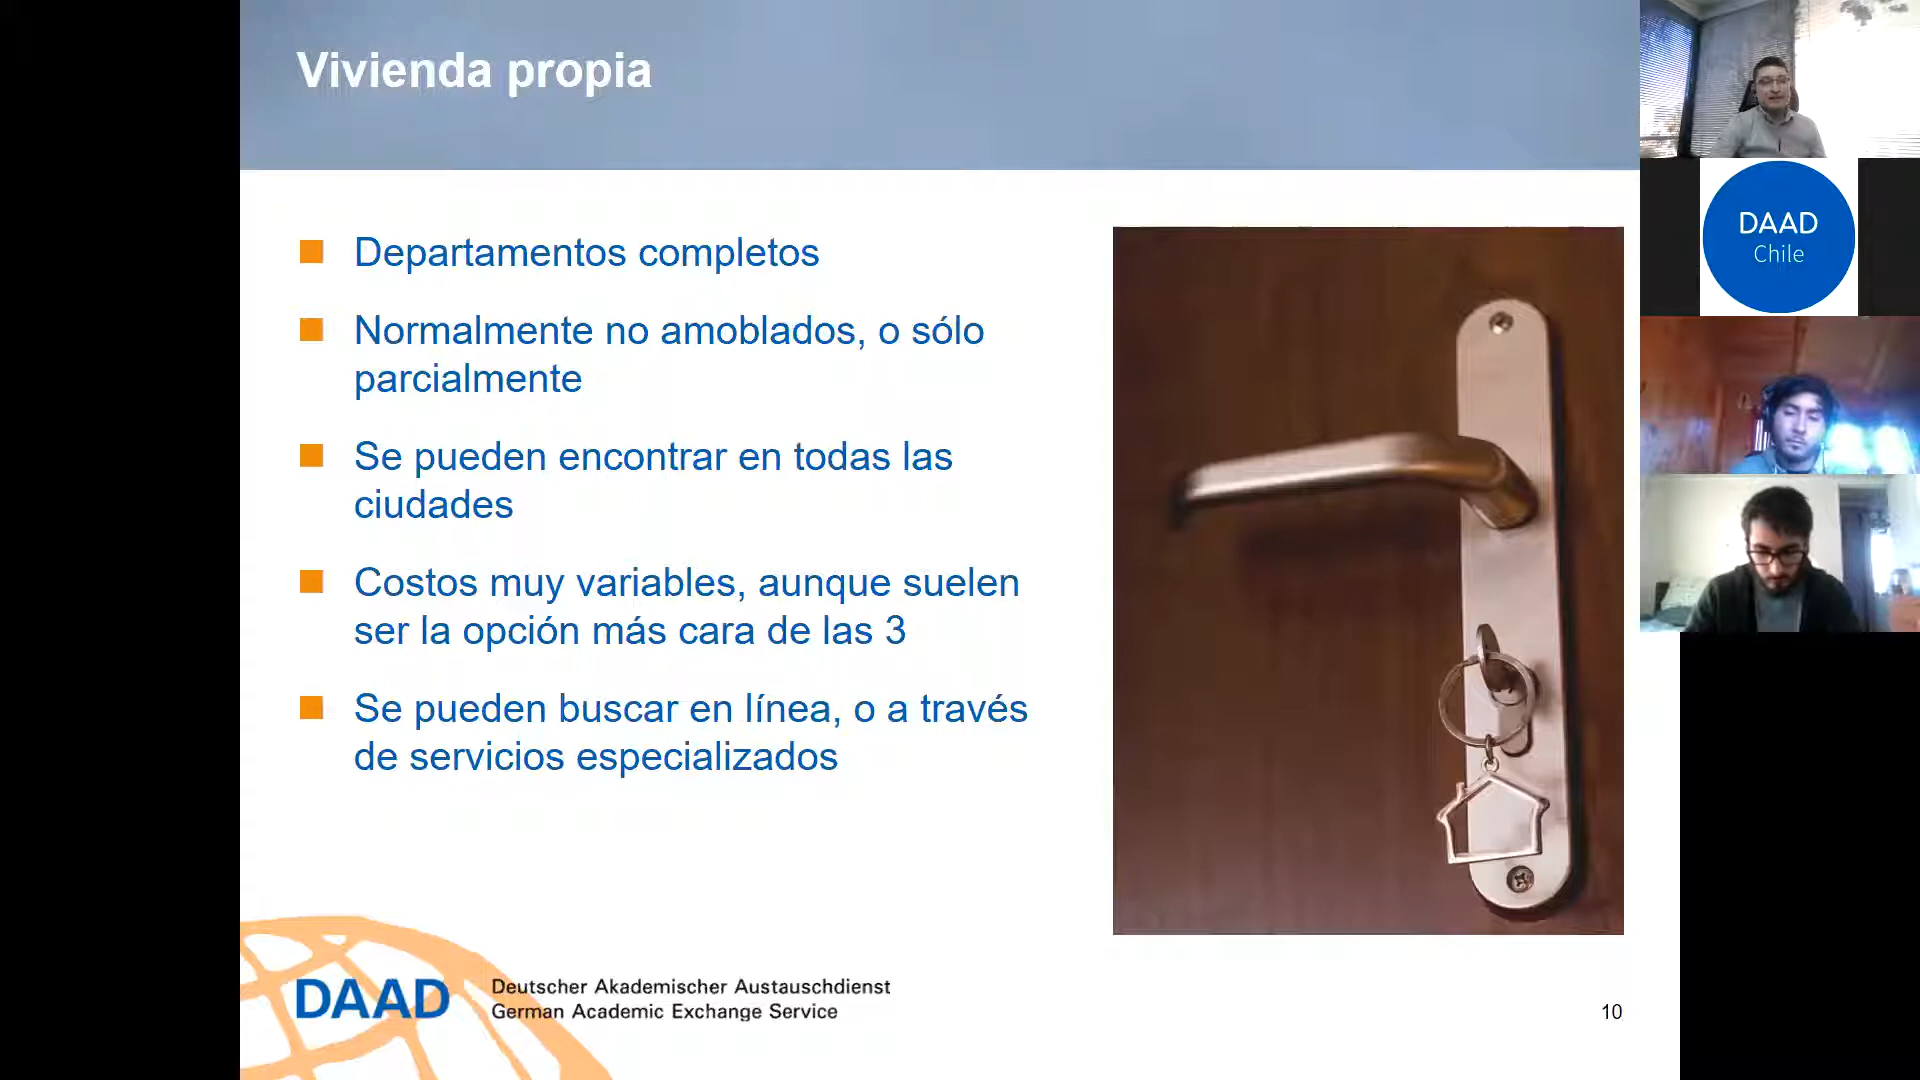 Vivienda propia
Departamentos completos
Normalmente no amoblados, o sólo
parcialmente
Se pueden encontrar en todas las
ciudades
Costos muy variables, aunque suelen
ser la opción más cara de las 3
Se pueden buscar en línea, o a través
de servicios especializados
DAAD
Deutscher Akademischer Austauschdienst
German Academic Exchange Service
10
DAAD
Chile